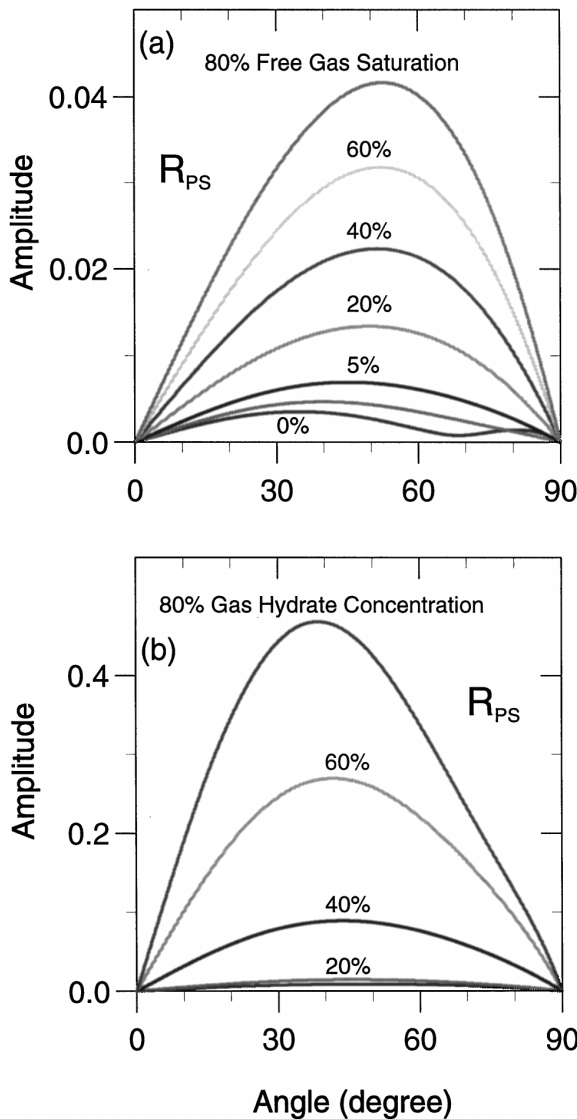 (a)
80% Free Gas Saturation
0.04
60%
R_PS
40%
Amplitude
0.02
20%
5%
0%
0.0
0 30 60 90
80% Gas Hydrate Concentration
(b)
0.4
R_PS
60%
Amplitude
0.2
40%
20%
0.0
0 30 60 90
Angle (degree)